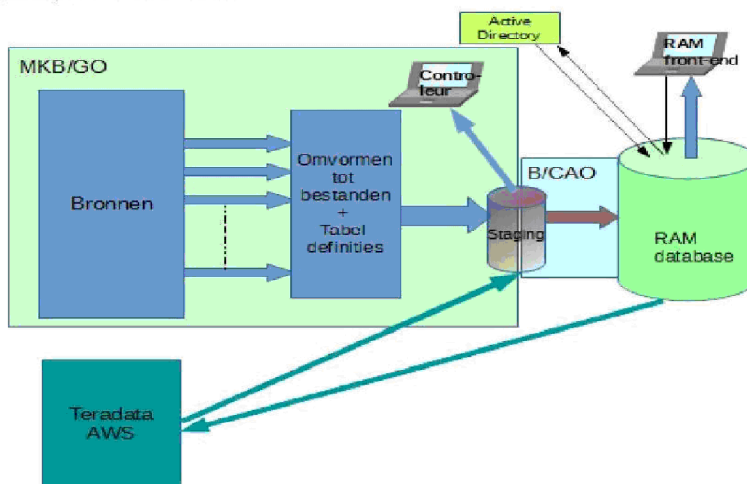 Active
Directory
RAM
front-end
MKB/GO
Contro-
leur
Bronnen
Omvormen
tot
bestanden
+
Tabel
definities
B/CAO
Staging
RAM
database
Teradata
AWS